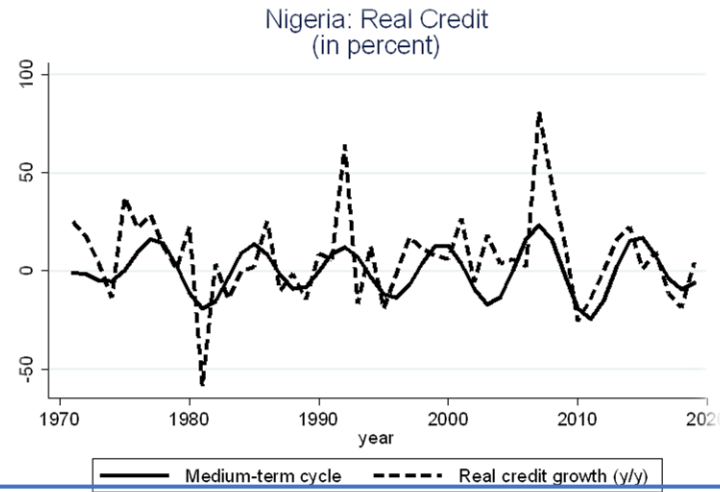 Nigeria: Real Credit
(in percent)
100
50
0
-50
1970 1980 1990 2000 2010 2020
year
Medium-term cycle Real credit growth (y/y)